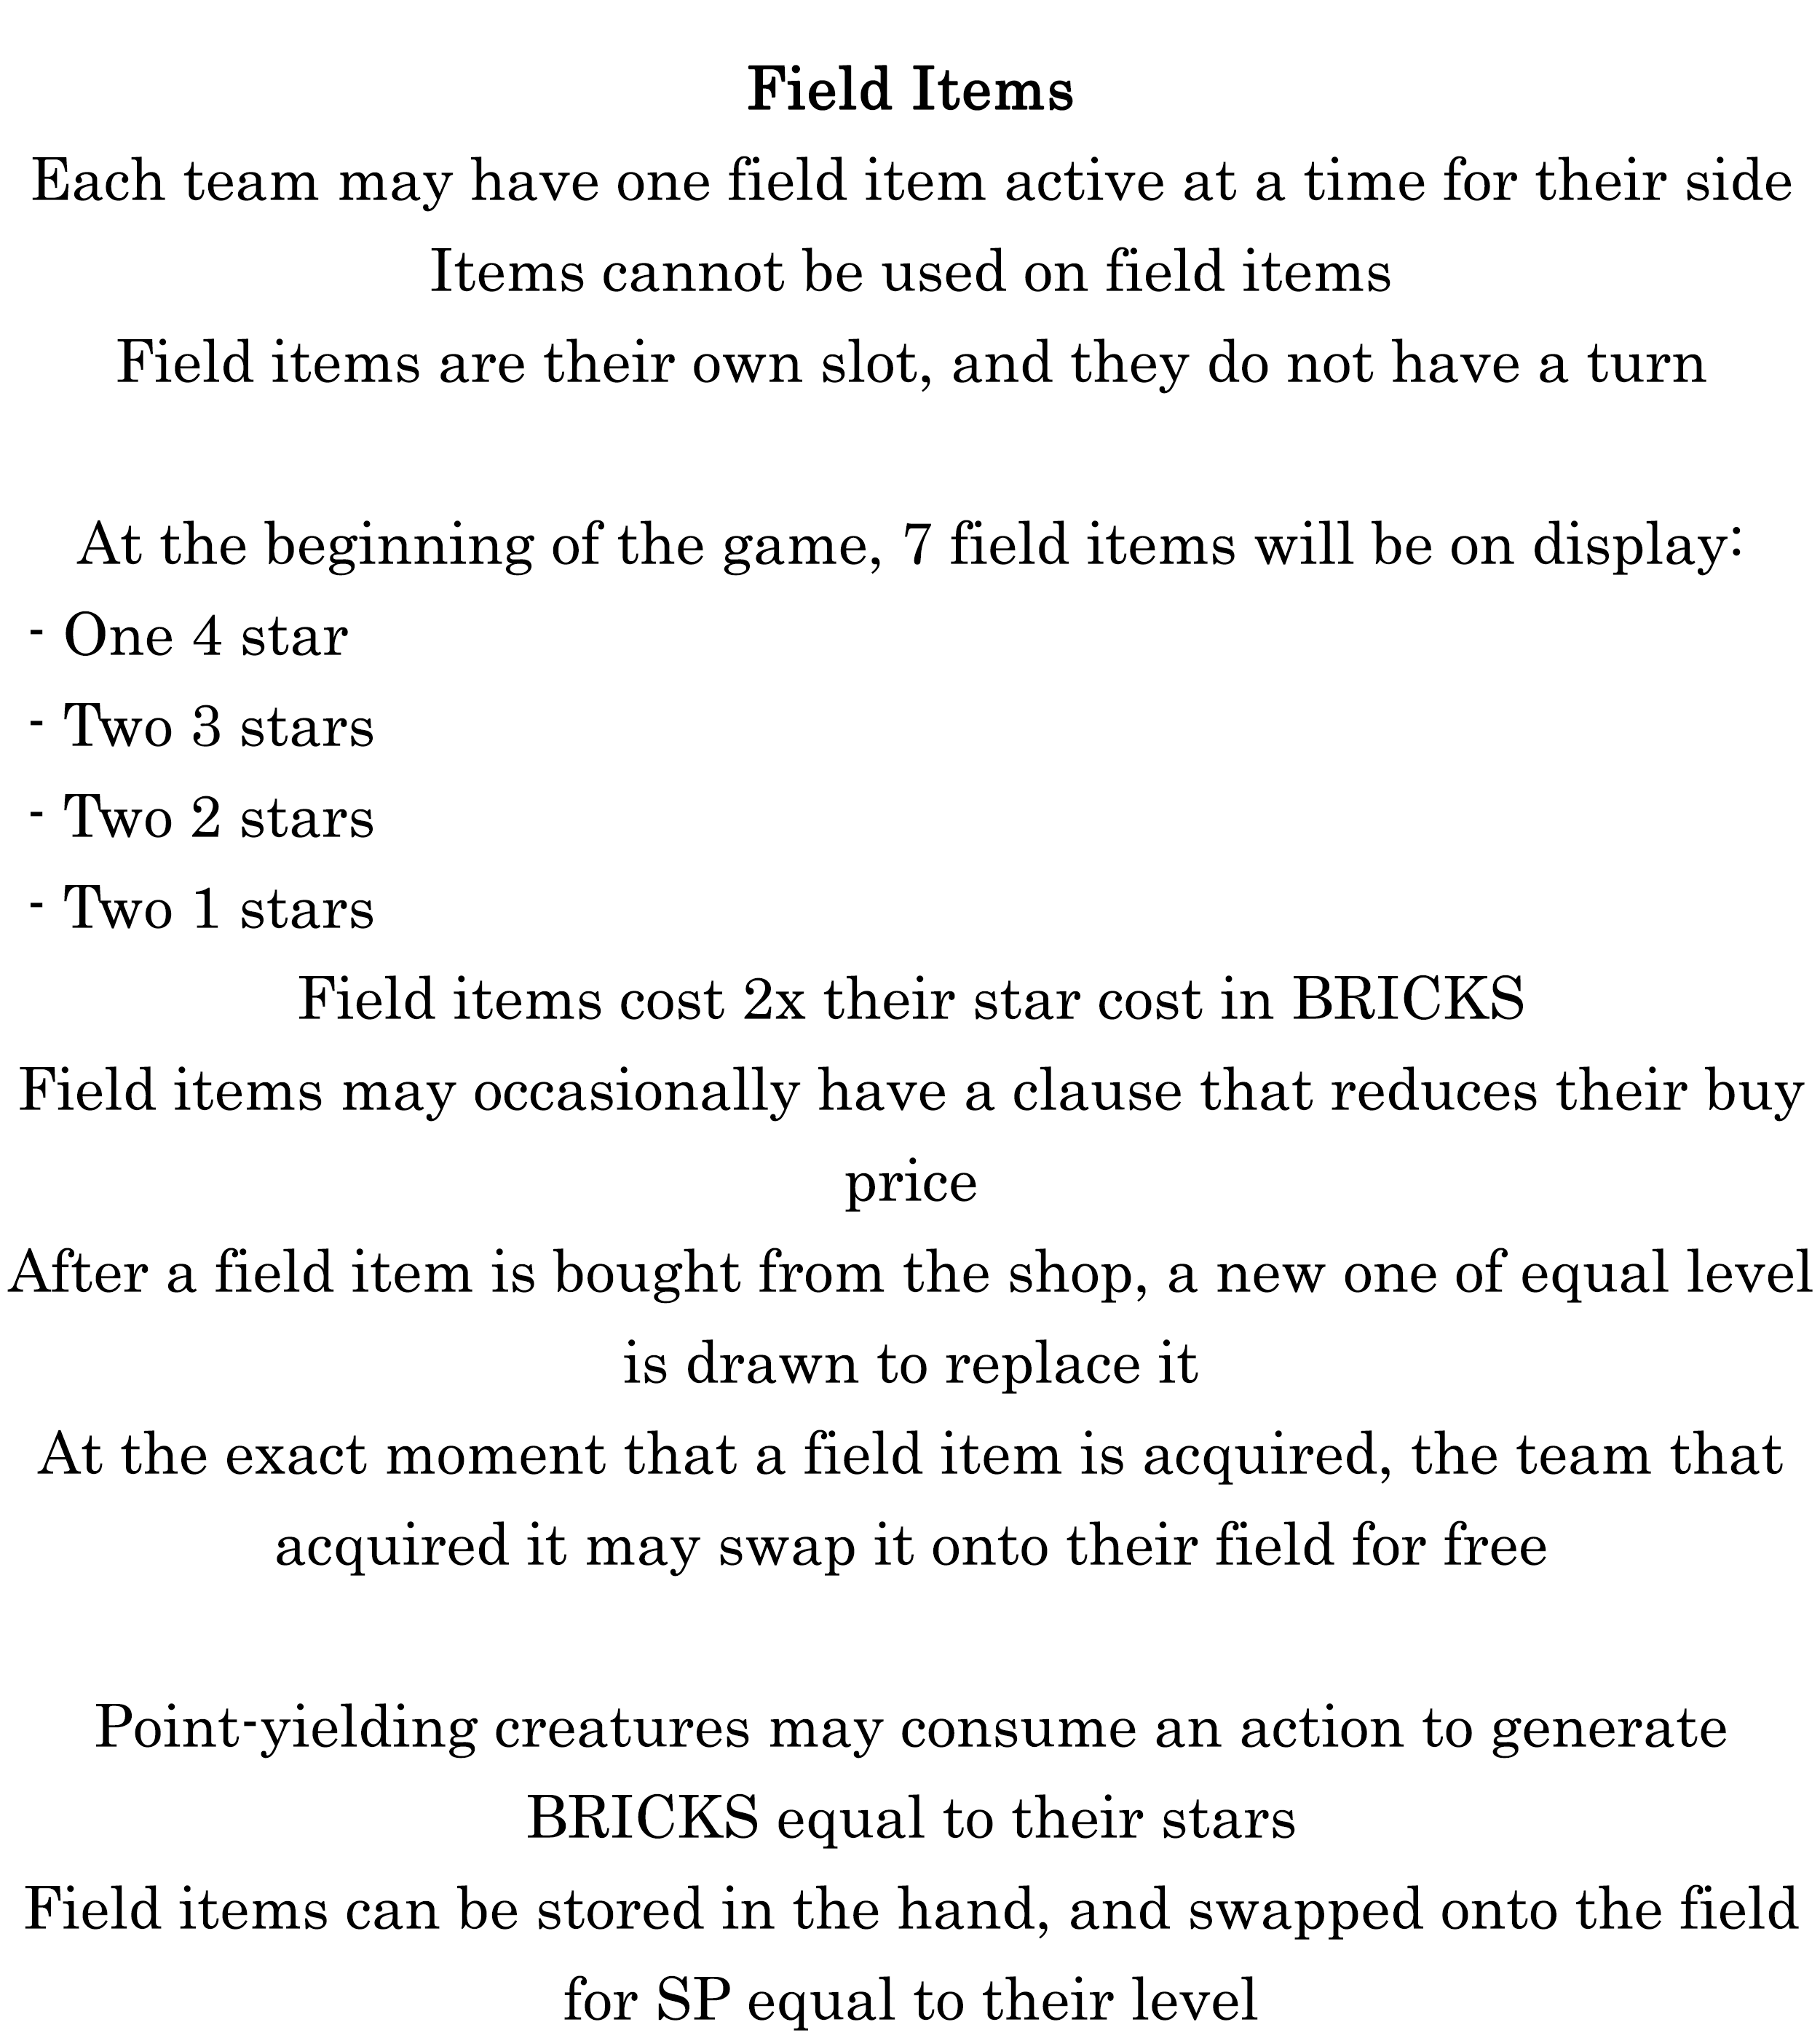 Field Items
Each team may have one field item active at a time for their side
Items cannot be used on field items
Field items are their own slot, and they do not have a turn
At the beginning of the game, 7 field items will be on display:
- One 4 star
- Two 3 stars
- Two 2 stars
- Two 1 stars
Field items cost 2x their star cost in BRICKS
Field items may occasionally have a clause that reduces their buy
price
After a field item is bought from the shop, a new one of equal level
is drawn to replace it
At the exact moment that a field item is acquired, the team that
acquired it may swap it onto their field for free
Point-yielding creatures may consume an action to generate
BRICKS equal to their stars
Field items can be stored in the hand, and swapped onto the field
for SP equal to their level